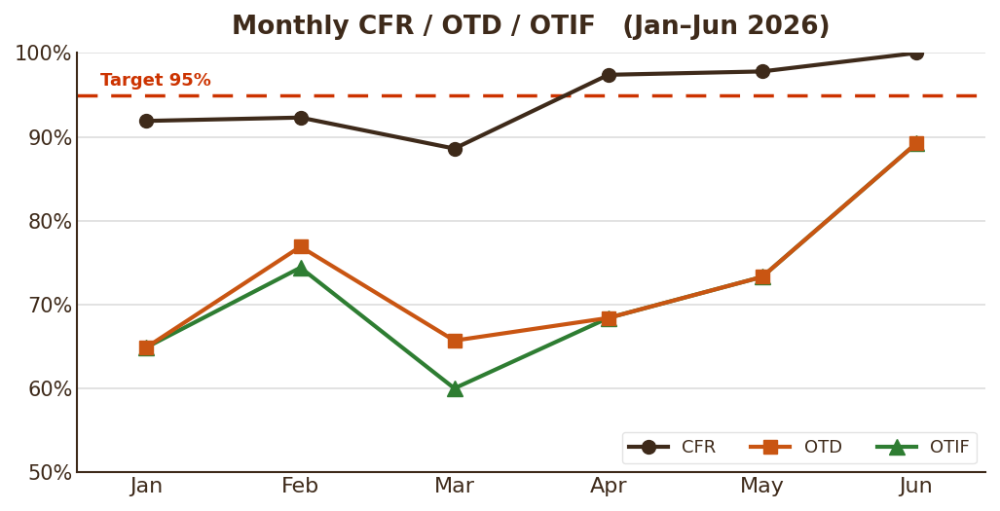 Monthly CFR / OTD / OTIF (Jan–Jun 2026)
100%
Target 95%
90%
80%
70%
60%
50%
CFR OTD OTIF
Jan Feb Mar Apr May Jun